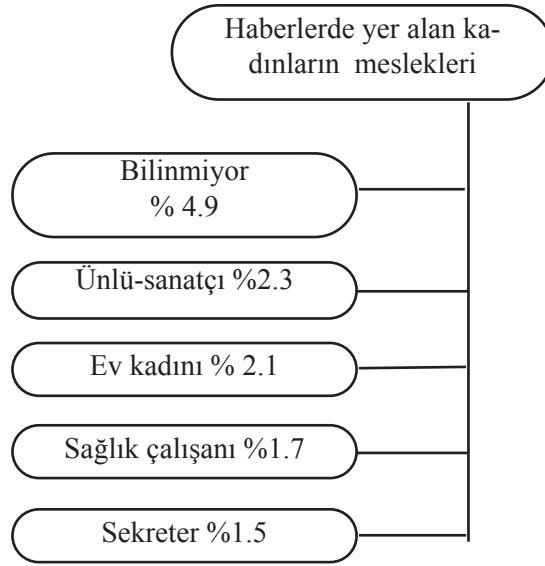 Haberlerde yer alan ka-
dınların meslekleri
Bilinmiyor
% 4.9
Ünlü-sanatçı %2.3
Ev kadını % 2.1
Sağlık çalışanı %1.7
Sekreter %1.5